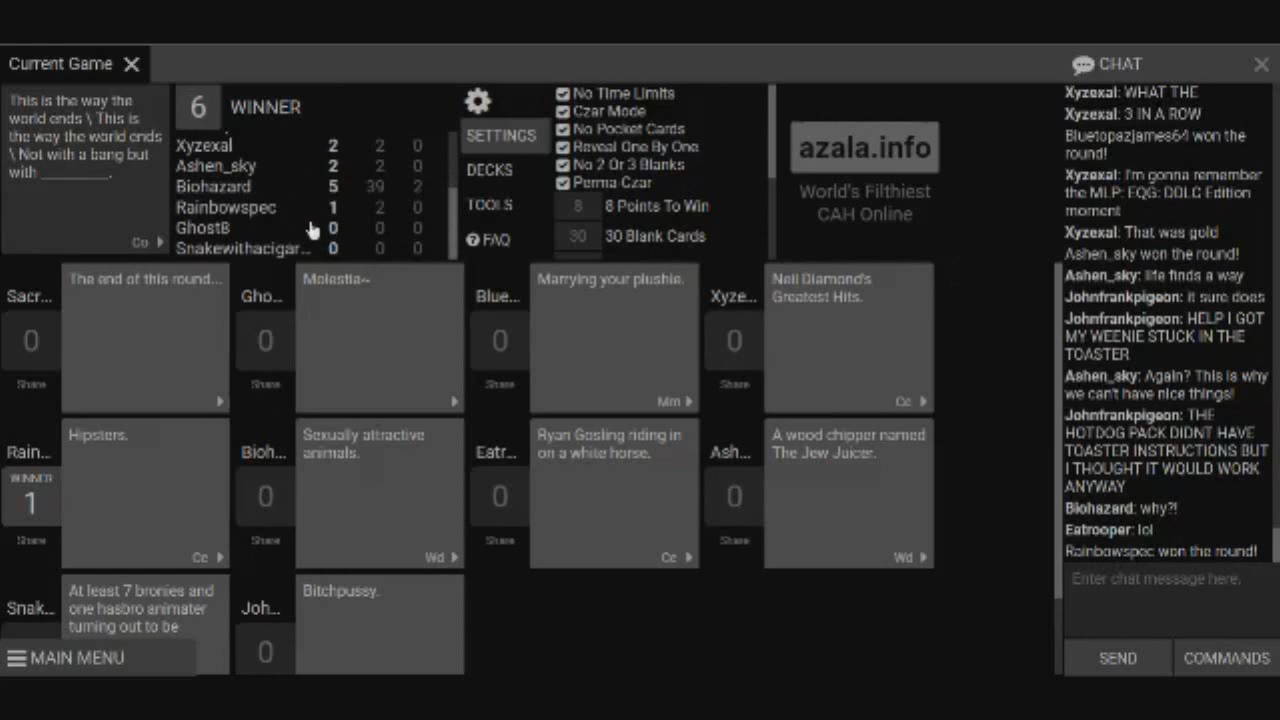 Current Game
CHAT
This is the way the
world ends \ This is
the way the world ends
\ Not with a bang but
with __________.
Co
6 WINNER
Xyzexal 2 2 0
Ashen_sky 2 2 0
Biohazard 5 39 2
Rainbowspec 1 2 0
Ghost8 0 0 0
Snakewithacigar... 0 0 0
SETTINGS
DECKS
TOOLS
FAQ
No Time Limits
Czar Mode
No Pocket Cards
Reveal One By One
No 2 Or 3 Blanks
Perma Czar
8 8 Points To Win
30 30 Blank Cards
azala.info
World's Filthiest
CAH Online
Sacr...
0
Share
The end of this round...
Gho...
0
Share
Molestia~
Blue...
0
Share
Marrying your plushie.
Mm
Xyze...
0
Share
Neil Diamond's
Greatest Hits.
Cc
Rain...
WINNER
1
Share
Hipsters.
Cc
Bioh...
0
Share
Sexually attractive
animals.
Wd
Eatr...
0
Share
Ryan Gosling riding in
on a white horse.
Cc
Ash...
0
Share
A wood chipper named
The Jew Juicer.
Wd
Snak...
At least 7 bronies and
one hasbro animater
turning out to be
Joh...
0
Bitchpussy.
MAIN MENU
Xyzexal: WHAT THE
Xyzexal: 3 IN A ROW
Bluetopazjames64 won the
round!
Xyzexal: I'm gonna remember
the MLP: EQG: DDLC Edition
moment
Xyzexal: That was gold
Ashen_sky won the round!
Ashen_sky: life finds a way
Johnfrankpigeon: it sure does
Johnfrankpigeon: HELP I GOT
MY WEENIE STUCK IN THE
TOASTER
Ashen_sky: Again? This is why
we can't have nice things!
Johnfrankpigeon: THE
HOTDOG PACK DIDNT HAVE
TOASTER INSTRUCTIONS BUT
I THOUGHT IT WOULD WORK
ANYWAY
Biohazard: why?!
Eatrooper: lol
Rainbowspec won the round!
Enter chat message here.
SEND
COMMANDS